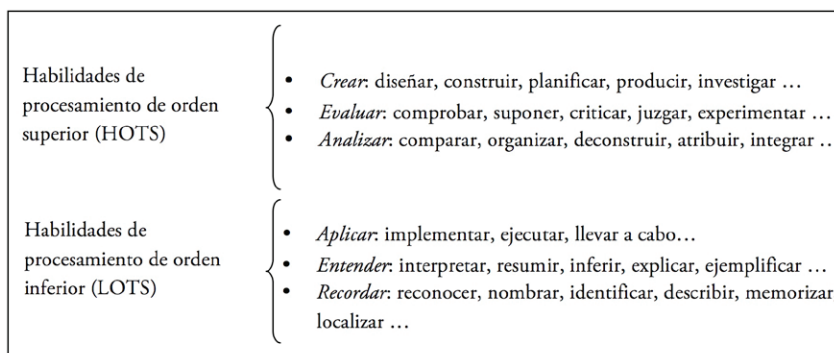 Habilidades de
procesamiento de orden
superior (HOTS)
• Crear: diseñar, construir, planificar, producir, investigar …
• Evaluar: comprobar, suponer, criticar, juzgar, experimentar …
• Analizar: comparar, organizar, deconstruir, atribuir, integrar …
Habilidades de
procesamiento de orden
inferior (LOTS)
• Aplicar: implementar, ejecutar, llevar a cabo…
• Entender: interpretar, resumir, inferir, explicar, ejemplificar …
• Recordar: reconocer, nombrar, identificar, describir, memorizar
localizar …